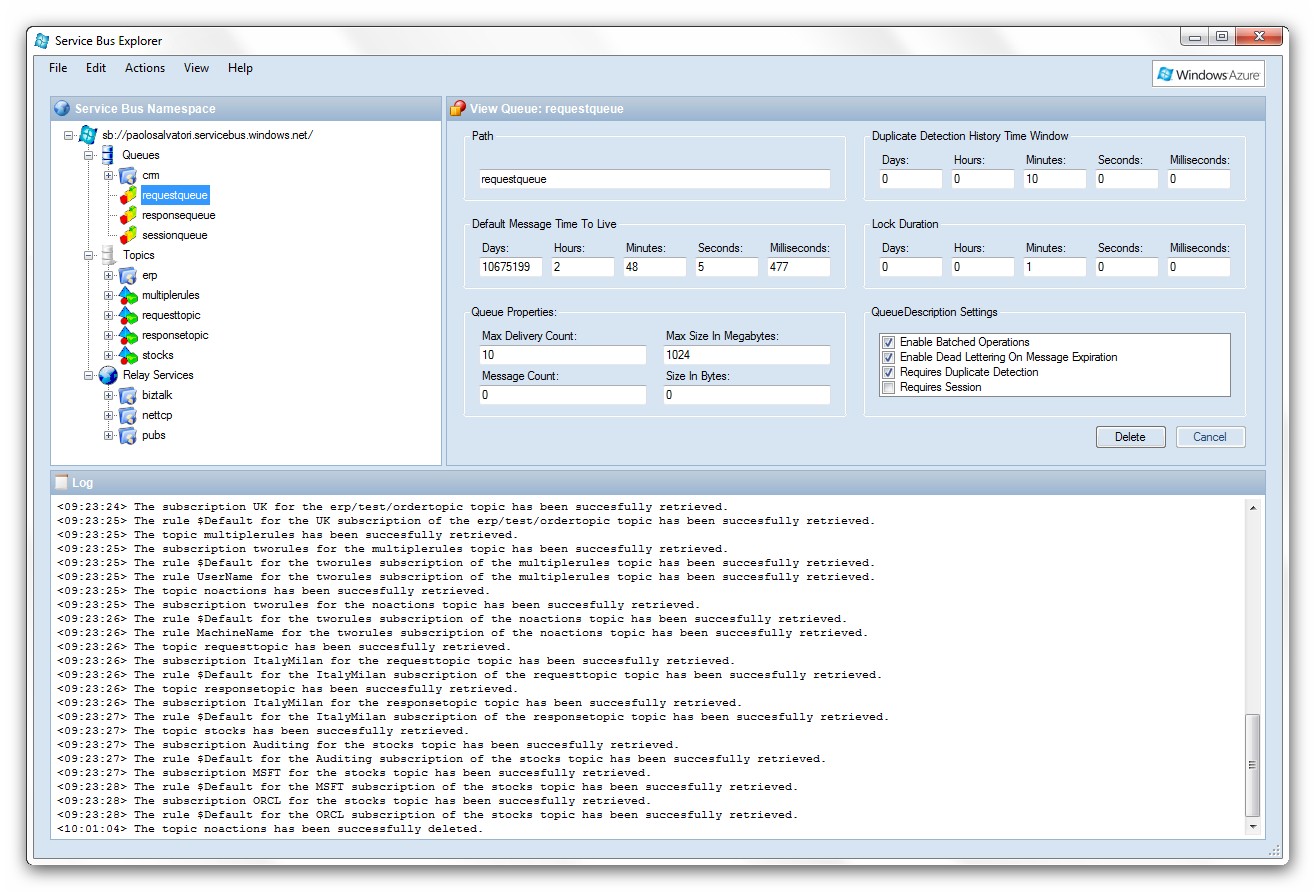 Service Bus Explorer
File Edit Actions View Help
Windows Azure
Service Bus Namespace
sb://paolosalvatori.servicebus.windows.net/
Queues
crm
requestqueue
responsequeue
sessionqueue
Topics
erp
multiplerules
requesttopic
responsetopic
stocks
Relay Services
biztalk
nettcp
pubs
View Queue: requestqueue
Path
requestqueue
Duplicate Detection History Time Window
Days: Hours: Minutes: Seconds: Milliseconds:
0 0 10 0 0
Default Message Time To Live
Days: Hours: Minutes: Seconds: Milliseconds:
10675199 2 48 5 477
Lock Duration
Days: Hours: Minutes: Seconds: Milliseconds:
0 0 1 0 0
Queue Properties:
Max Delivery Count: Max Size In Megabytes:
10 1024
Message Count: Size In Bytes:
0 0
QueueDescription Settings
Enable Batched Operations
Enable Dead Lettering On Message Expiration
Requires Duplicate Detection
Requires Session
Delete Cancel
Log
<09:23:24> The subscription UK for the erp/test/ordertopic topic has been succesfully retrieved.
<09:23:25> The rule $Default for the UK subscription of the erp/test/ordertopic topic has been succesfully retrieved.
<09:23:25> The topic multiplerules has been succesfully retrieved.
<09:23:25> The subscription tworules for the multiplerules topic has been succesfully retrieved.
<09:23:25> The rule $Default for the tworules subscription of the multiplerules topic has been succesfully retrieved.
<09:23:25> The rule UserName for the tworules subscription of the multiplerules topic has been succesfully retrieved.
<09:23:25> The topic noactions has been succesfully retrieved.
<09:23:25> The subscription tworules for the noactions topic has been succesfully retrieved.
<09:23:26> The rule $Default for the tworules subscription of the noactions topic has been succesfully retrieved.
<09:23:26> The rule MachineName for the tworules subscription of the noactions topic has been succesfully retrieved.
<09:23:26> The topic requesttopic has been succesfully retrieved.
<09:23:26> The subscription ItalyMilan for the requesttopic topic has been succesfully retrieved.
<09:23:26> The rule $Default for the ItalyMilan subscription of the requesttopic topic has been succesfully retrieved.
<09:23:26> The topic responsetopic has been succesfully retrieved.
<09:23:26> The subscription ItalyMilan for the responsetopic topic has been succesfully retrieved.
<09:23:27> The rule $Default for the ItalyMilan subscription of the responsetopic topic has been succesfully retrieved.
<09:23:27> The topic stocks has been succesfully retrieved.
<09:23:27> The subscription Auditing for the stocks topic has been succesfully retrieved.
<09:23:27> The rule $Default for the Auditing subscription of the stocks topic has been succesfully retrieved.
<09:23:27> The subscription MSFT for the stocks topic has been succesfully retrieved.
<09:23:28> The rule $Default for the MSFT subscription of the stocks topic has been succesfully retrieved.
<09:23:28> The subscription ORCL for the stocks topic has been succesfully retrieved.
<09:23:28> The rule $Default for the ORCL subscription of the stocks topic has been succesfully retrieved.
<10:01:04> The topic noactions has been successfully deleted.